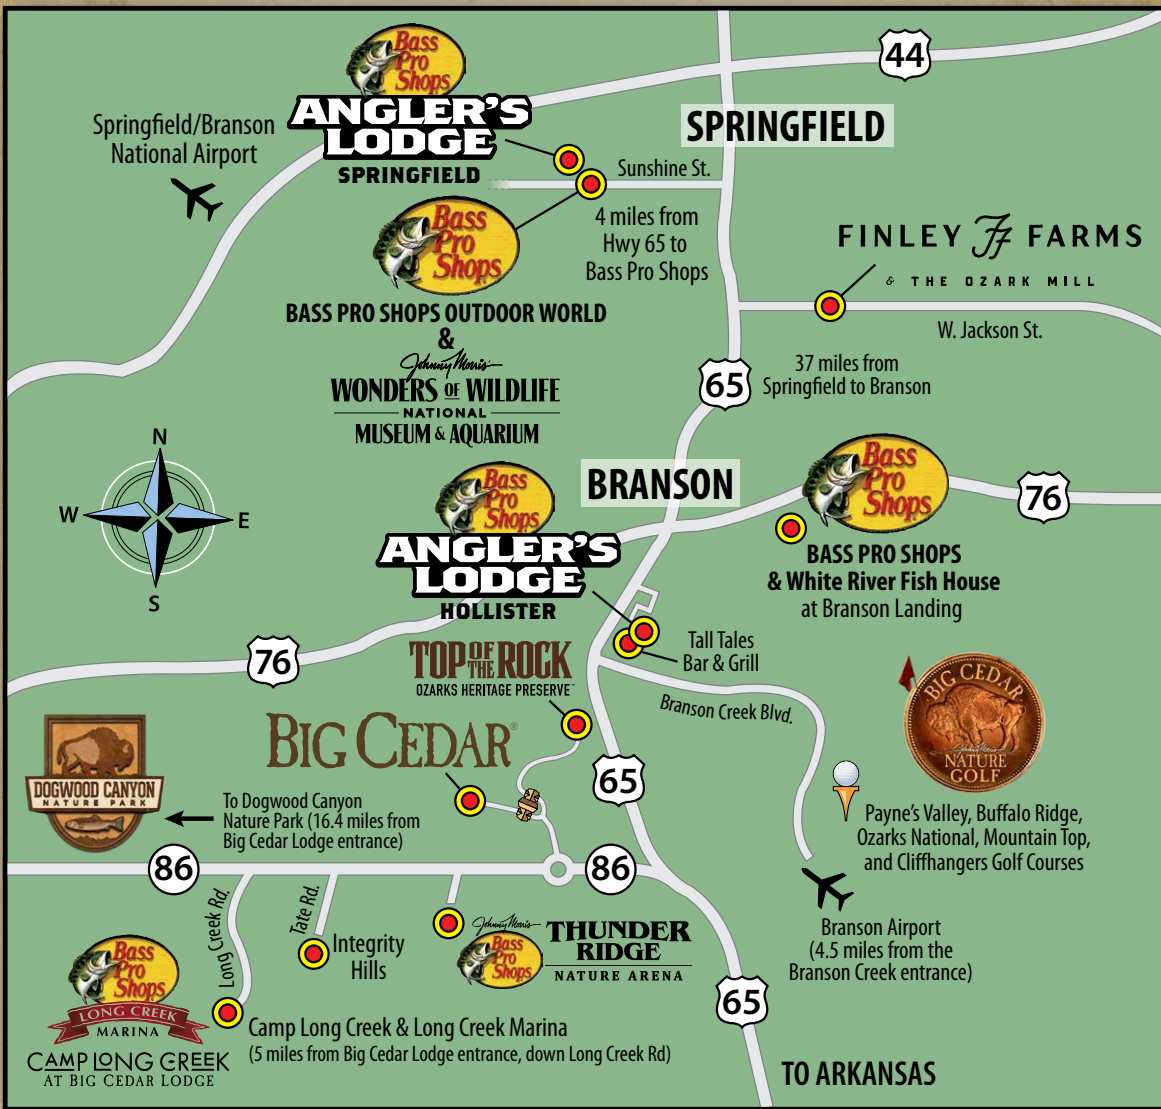 44
Bass
Pro
Shops
ANGLER'S
LODGE
SPRINGFIELD
Springfield/Branson
National Airport
SPRINGFIELD
Sunshine St.
4 miles from
Hwy 65 to
Bass Pro Shops
Bass
Pro
Shops
BASS PRO SHOPS OUTDOOR WORLD
&
Johnny Morris'
WONDERS OF WILDLIFE
NATIONAL
MUSEUM & AQUARIUM
FINLEY FF FARMS
& THE OZARK MILL
W. Jackson St.
65
37 miles from
Springfield to Branson
N
W
E
S
BRANSON
Bass
Pro
Shops
ANGLER'S
LODGE
HOLLISTER
Bass
Pro
Shops
76
BASS PRO SHOPS
& White River Fish House
at Branson Landing
76
Tall Tales
Bar & Grill
TOP OF THE ROCK
OZARKS HERITAGE PRESERVE™
Branson Creek Blvd.
BIG CEDAR®
BIG CEDAR
Johnny Morris
NATURE
GOLF
65
DOGWOOD CANYON
NATURE PARK
To Dogwood Canyon
Nature Park (16.4 miles from
Big Cedar Lodge entrance)
Payne's Valley, Buffalo Ridge,
Ozarks National, Mountain Top,
and Cliffhangers Golf Courses
86
86
Long Creek Rd.
Tate Rd.
Integrity
Hills
Johnny Morris
Bass
Pro
Shops
THUNDER
RIDGE
NATURE ARENA
Branson Airport
(4.5 miles from the
Branson Creek entrance)
Bass
Pro
Shops
LONG CREEK
MARINA
CAMP LONG CREEK
AT BIG CEDAR LODGE
Camp Long Creek & Long Creek Marina
(5 miles from Big Cedar Lodge entrance, down Long Creek Rd)
65
TO ARKANSAS